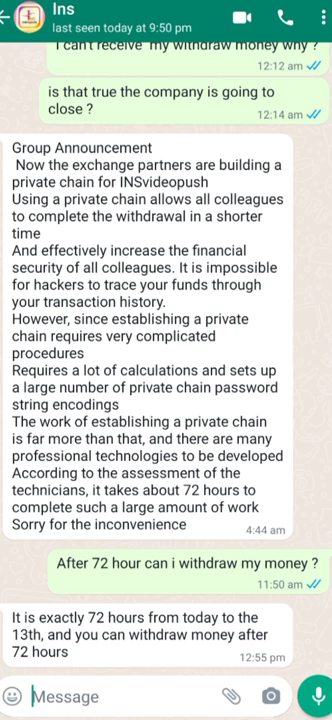 Ins
last seen today at 9:50 pm
I can't receive my withdraw money why ?
12:12 am
is that true the company is going to
close ?
12:14 am
Group Announcement
Now the exchange partners are building a
private chain for INSvideopush
Using a private chain allows all colleagues
to complete the withdrawal in a shorter
time
And effectively increase the financial
security of all colleagues. It is impossible
for hackers to trace your funds through
your transaction history.
However, since establishing a private
chain requires very complicated
procedures
Requires a lot of calculations and sets up
a large number of private chain password
string encodings
The work of establishing a private chain
is far more than that, and there are many
professional technologies to be developed
According to the assessment of the
technicians, it takes about 72 hours to
complete such a large amount of work
Sorry for the inconvenience
4:44 am
After 72 hour can i withdraw my money ?
11:50 am
It is exactly 72 hours from today to the
13th, and you can withdraw money after
72 hours
12:55 pm
Message